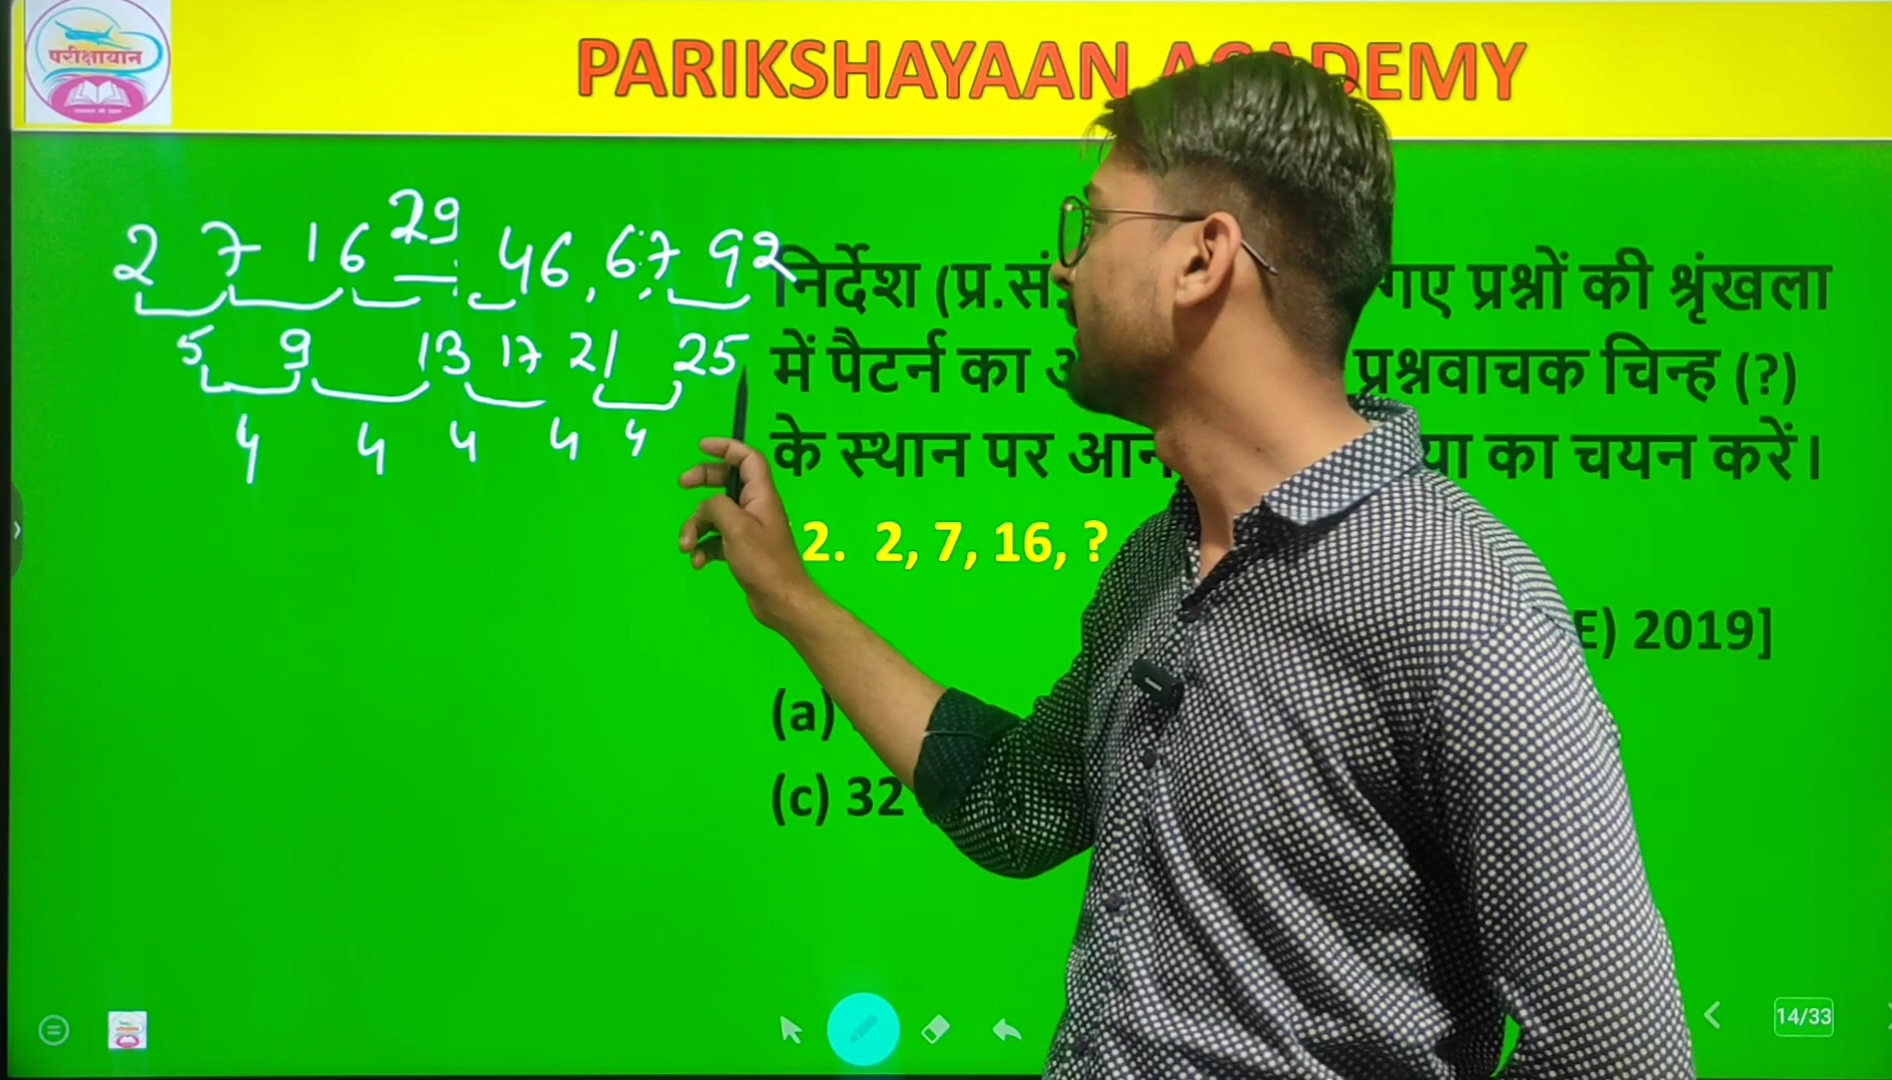 परीक्षायान
PARIKSHAYAAN ACADEMY
2 7 16 29 46, 67 92
5 9 13 17 21 25
4 4 4 4 4
निर्देश (प्र.सं. गए प्रश्नों की श्रृंखला
में पैटर्न का प्रश्नवाचक चिन्ह (?)
के स्थान पर का चयन करें।
2. 2, 7, 16, ?
E) 2019]
(a)
(c) 32
14/33